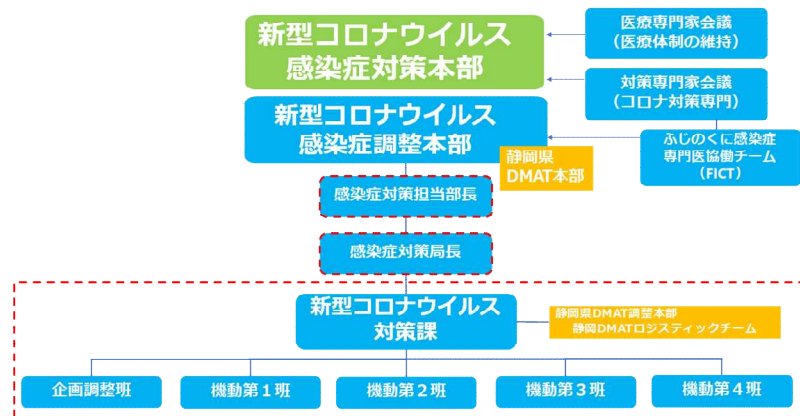 新型コロナウイルス
感染症対策本部
医療専門家会議
（医療体制の維持）
対策専門家会議
（コロナ対策専門）
新型コロナウイルス
感染症調整本部
静岡県
DMAT本部
ふじのくに感染症
専門医協働チーム
（FICT）
感染症対策担当部長
感染症対策局長
新型コロナウイルス
対策課
静岡県DMAT調整本部
静岡DMATロジスティックチーム
企画調整班
機動第１班
機動第２班
機動第３班
機動第４班